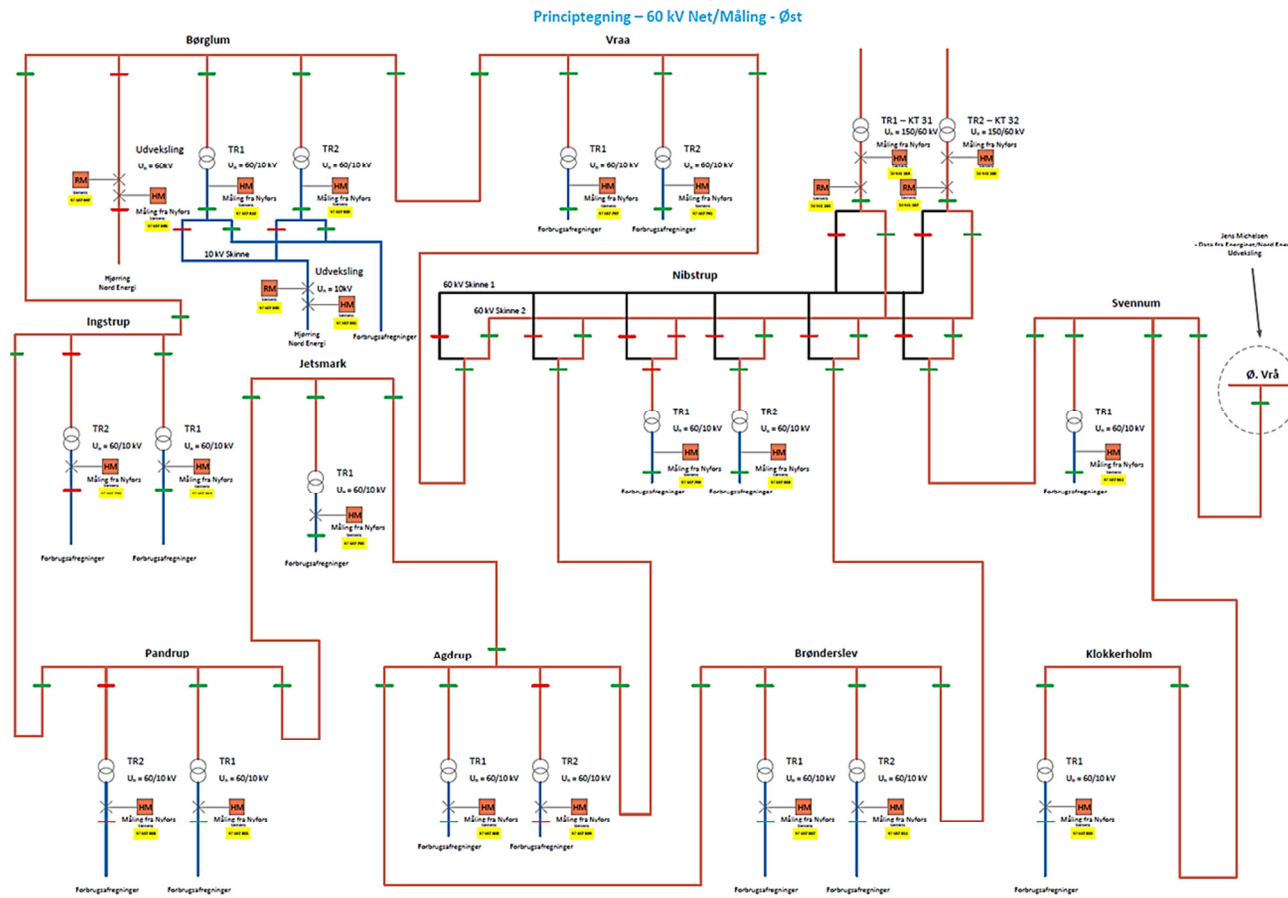 Principtegning – 60 kV Net/Måling - Øst
Børglum
Vraa
Udveksling
Uₙ = 60kV
RM
HM
Måling fra Nyfors
Hjørring
Nord Energi
TR1
Uₙ = 60/10 kV
HM
Måling fra Nyfors
TR2
Uₙ = 60/10 kV
HM
Måling fra Nyfors
10 kV Skinne
Udveksling
Uₙ = 10kV
RM
HM
Hjørring
Nord Energi
Forbrugsafregninger
TR1
Uₙ = 60/10 kV
HM
Måling fra Nyfors
Forbrugsafregninger
TR2
Uₙ = 60/10 kV
HM
Måling fra Nyfors
Forbrugsafregninger
TR1 – KT 31
Uₙ = 150/60 kV
Måling fra Nyfors
HM
RM
TR2 – KT 32
Uₙ = 150/60 kV
Måling fra Nyfors
HM
RM
Nibstrup
60 kV Skinne 1
60 kV Skinne 2
TR1
Uₙ = 60/10 kV
HM
Måling fra Nyfors
Forbrugsafregninger
TR2
Uₙ = 60/10 kV
HM
Måling fra Nyfors
Forbrugsafregninger
Svennum
TR1
Uₙ = 60/10 kV
HM
Måling fra Nyfors
Forbrugsafregninger
Jens Michelsen
- Data fra Energinet/Nord Ener
Udveksling
Ø. Vrå
Ingstrup
TR2
Uₙ = 60/10 kV
HM
Måling fra Nyfors
Forbrugsafregninger
TR1
Uₙ = 60/10 kV
HM
Måling fra Nyfors
Forbrugsafregninger
Jetsmark
TR1
Uₙ = 60/10 kV
HM
Måling fra Nyfors
Forbrugsafregninger
Pandrup
TR2
Uₙ = 60/10 kV
HM
Måling fra Nyfors
Forbrugsafregninger
TR1
Uₙ = 60/10 kV
HM
Måling fra Nyfors
Forbrugsafregninger
Agdrup
TR1
Uₙ = 60/10 kV
HM
Måling fra Nyfors
Forbrugsafregninger
TR2
Uₙ = 60/10 kV
HM
Måling fra Nyfors
Forbrugsafregninger
Brønderslev
TR1
Uₙ = 60/10 kV
HM
Måling fra Nyfors
Forbrugsafregninger
TR2
Uₙ = 60/10 kV
HM
Måling fra Nyfors
Forbrugsafregninger
Klokkerholm
TR1
Uₙ = 60/10 kV
HM
Måling fra Nyfors
Forbrugsafregninger